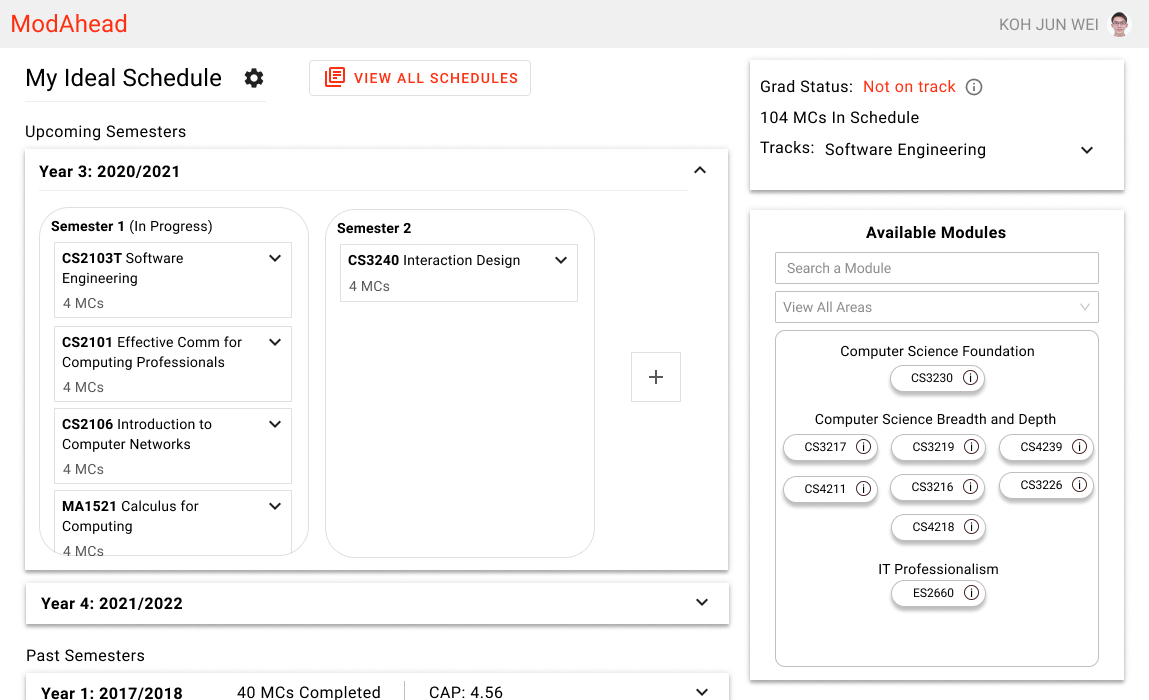 ModAhead
KOH JUN WEI
My Ideal Schedule
VIEW ALL SCHEDULES
Upcoming Semesters
Year 3: 2020/2021
Semester 1 (In Progress)
CS2103T Software
Engineering
4 MCs
CS2101 Effective Comm for
Computing Professionals
4 MCs
CS2106 Introduction to
Computer Networks
4 MCs
MA1521 Calculus for
Computing
4 MCs
Semester 2
CS3240 Interaction Design
4 MCs
Year 4: 2021/2022
Past Semesters
Year 1: 2017/2018 40 MCs Completed CAP: 4.56
Grad Status: Not on track
104 MCs In Schedule
Tracks: Software Engineering
Available Modules
Search a Module
View All Areas
Computer Science Foundation
CS3230
Computer Science Breadth and Depth
CS3217 CS3219 CS4239
CS4211 CS3216 CS3226
CS4218
IT Professionalism
ES2660